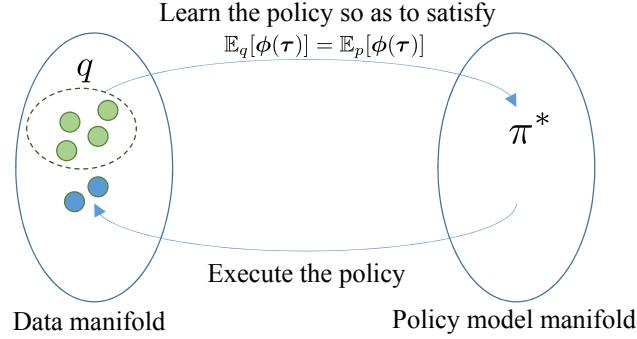 Learn the policy so as to satisfy
𝔼_q[ϕ(τ)] = 𝔼_p[ϕ(τ)]
q
π*
Execute the policy
Data manifold
Policy model manifold